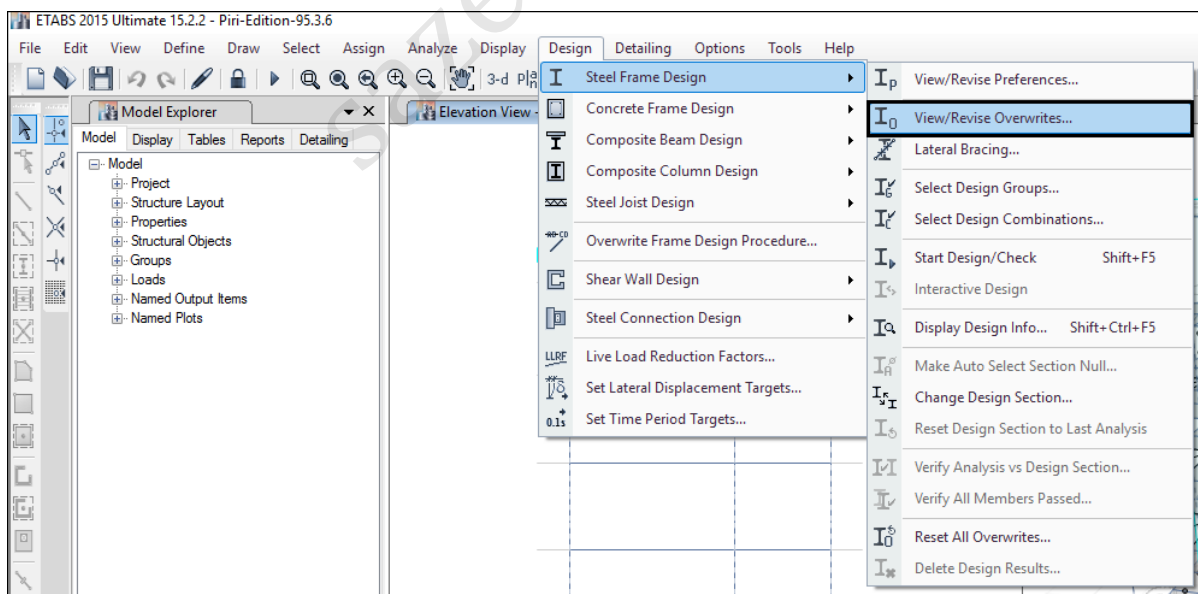 ETABS 2015 Ultimate 15.2.2 - Piri-Edition-95.3.6
File Edit View Define Draw Select Assign Analyze Display Design Detailing Options Tools Help
3-d
Model Explorer
Elevation View
Model Display Tables Reports Detailing
Model
Project
Structure Layout
Properties
Structural Objects
Groups
Loads
Named Output Items
Named Plots
Steel Frame Design
Concrete Frame Design
Composite Beam Design
Composite Column Design
Steel Joist Design
Overwrite Frame Design Procedure...
Shear Wall Design
Steel Connection Design
LLRF Live Load Reduction Factors...
Set Lateral Displacement Targets...
0.1s Set Time Period Targets...
View/Revise Preferences...
View/Revise Overwrites...
Lateral Bracing...
Select Design Groups...
Select Design Combinations...
Start Design/Check Shift+F5
Interactive Design
Display Design Info... Shift+Ctrl+F5
Make Auto Select Section Null...
Change Design Section...
Reset Design Section to Last Analysis
Verify Analysis vs Design Section...
Verify All Members Passed...
Reset All Overwrites...
Delete Design Results...